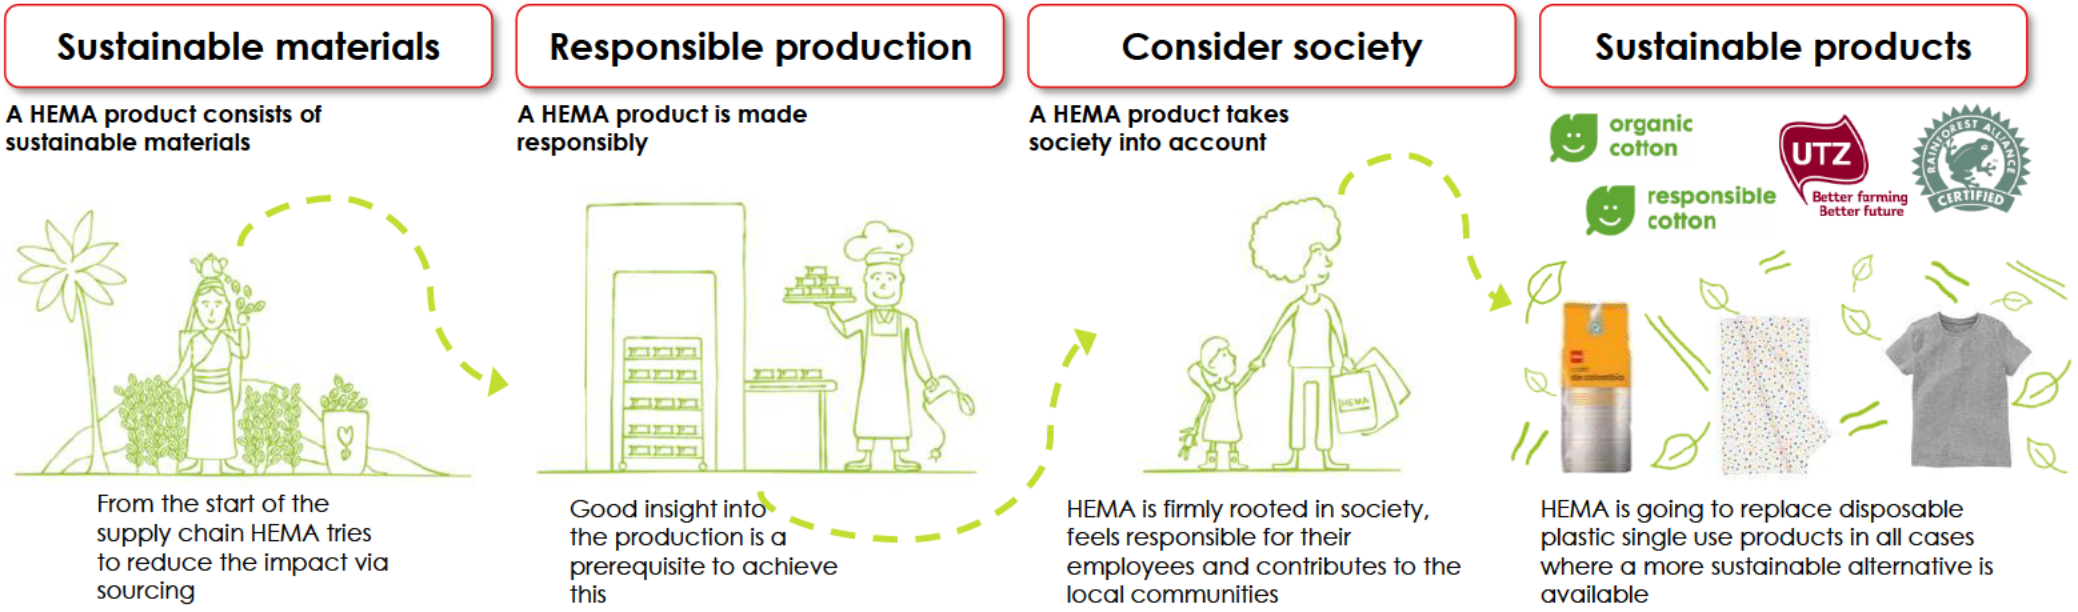 Sustainable materials
A HEMA product consists of
sustainable materials
From the start of the
supply chain HEMA tries
to reduce the impact via
sourcing
Responsible production
A HEMA product is made
responsibly
Good insight into
the production is a
prerequisite to achieve
this
Consider society
A HEMA product takes
society into account
HEMA
HEMA is firmly rooted in society,
feels responsible for their
employees and contributes to the
local communities
Sustainable products
organic
cotton
responsible
cotton
UTZ
Better farming
Better future
RAINFOREST ALLIANCE
CERTIFIED
HEMA is going to replace disposable
plastic single use products in all cases
where a more sustainable alternative is
available